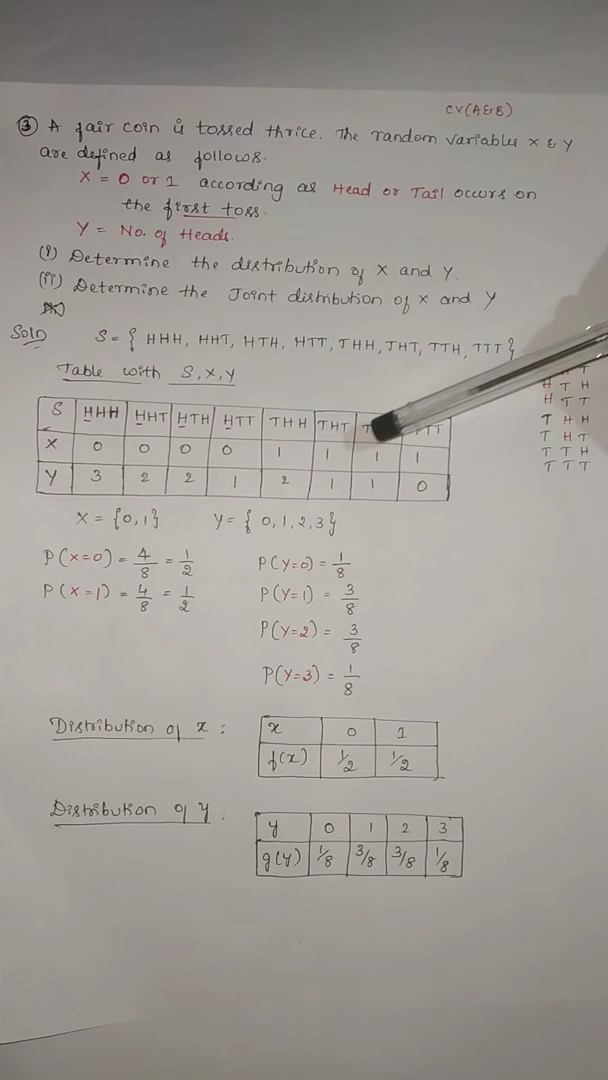 CV(A&B)
③ A fair coin is tossed thrice. The random variables X & Y
are defined as follows.
X = 0 or 1 according as Head or Tail occurs on
the first toss.
Y = No. of Heads.
(i) Determine the distribution of X and Y.
(ii) Determine the Joint distribution of X and Y
Soln S = { HHH, HHT, HTH, HTT, THH, THT, TTH, TTT }
Table with S, X, Y
S HHH HHT HTH HTT THH THT T TT
X 0 0 0 0 1 1 1 1
Y 3 2 2 1 2 1 1 0
T
H T H
H T T
T H H
T H T
T T H
T T T
X = {0,1} Y = { 0, 1, 2, 3 }
P(X=0) = 4/8 = 1/2 P(Y=0) = 1/8
P(X=1) = 4/8 = 1/2 P(Y=1) = 3/8
P(Y=2) = 3/8
P(Y=3) = 1/8
Distribution of x :
x 0 1
f(x) 1/2 1/2
Distribution of y :
y 0 1 2 3
g(y) 1/8 3/8 3/8 1/8